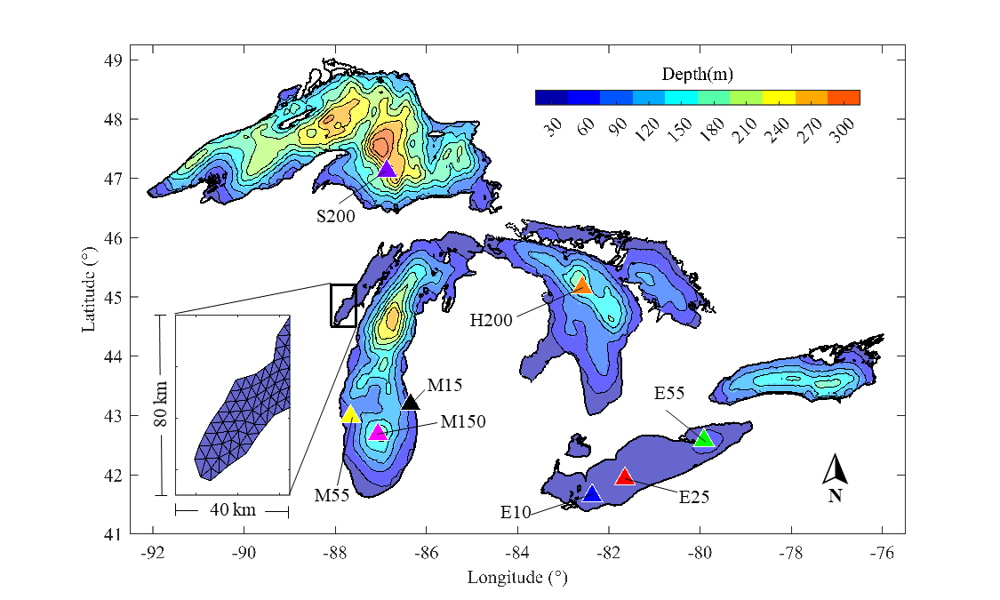 Depth(m)
30 60 90 120 150 180 210 240 270 300
49
48
47
46
45
44
43
42
41
Latitude (°)
S200
H200
M15
M150
M55
E55
E25
E10
80 km
40 km
N
-92 -90 -88 -86 -84 -82 -80 -78 -76
Longitude (°)